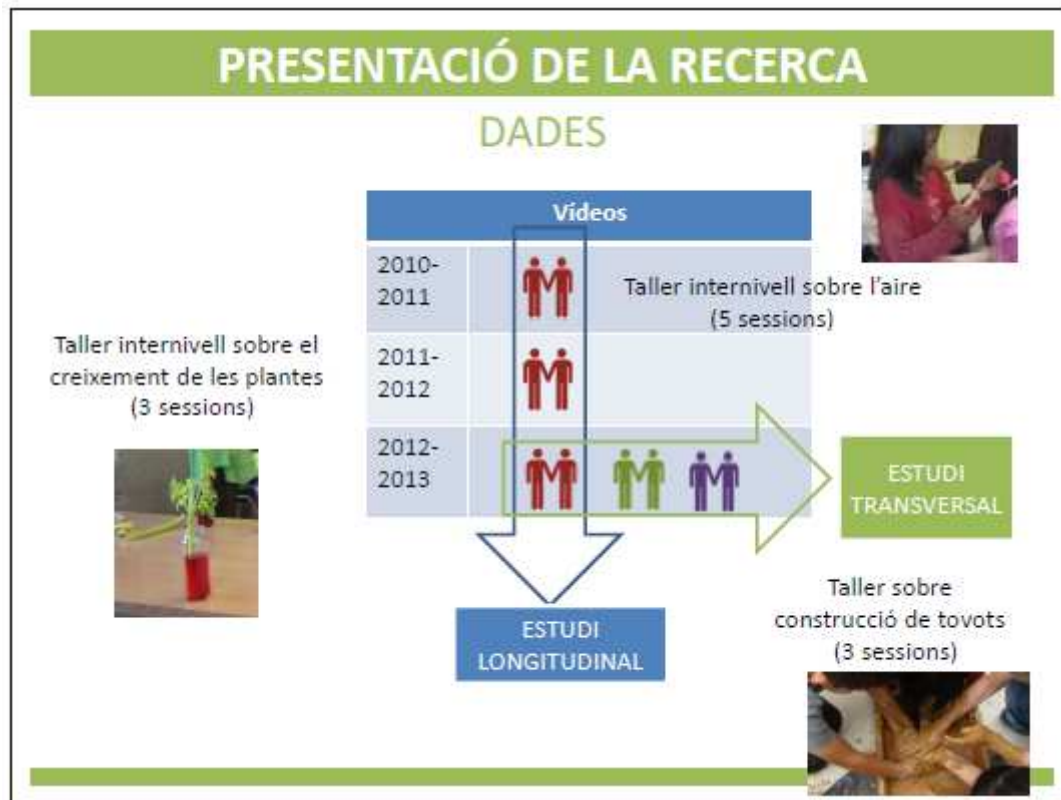 PRESENTACIÓ DE LA RECERCA
DADES
Vídeos
2010-
2011
Taller internivell sobre l'aire
(5 sessions)
Taller internivell sobre el
creixement de les plantes
(3 sessions)
2011-
2012
2012-
2013
ESTUDI
TRANSVERSAL
ESTUDI
LONGITUDINAL
Taller sobre
construcció de tovots
(3 sessions)